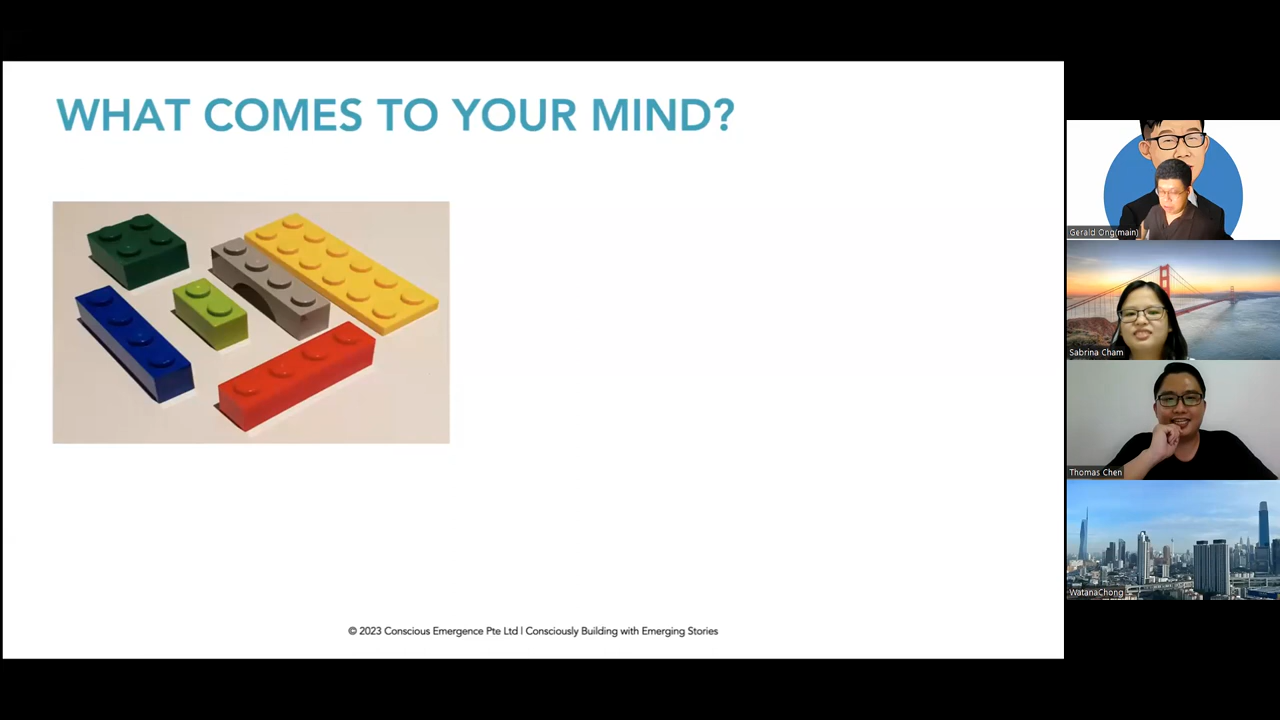 WHAT COMES TO YOUR MIND?
Gerald Ong(main)
Sabrina Cham
Thomas Chen
WatanaChong
© 2023 Conscious Emergence Pte Ltd | Consciously Building with Emerging Stories